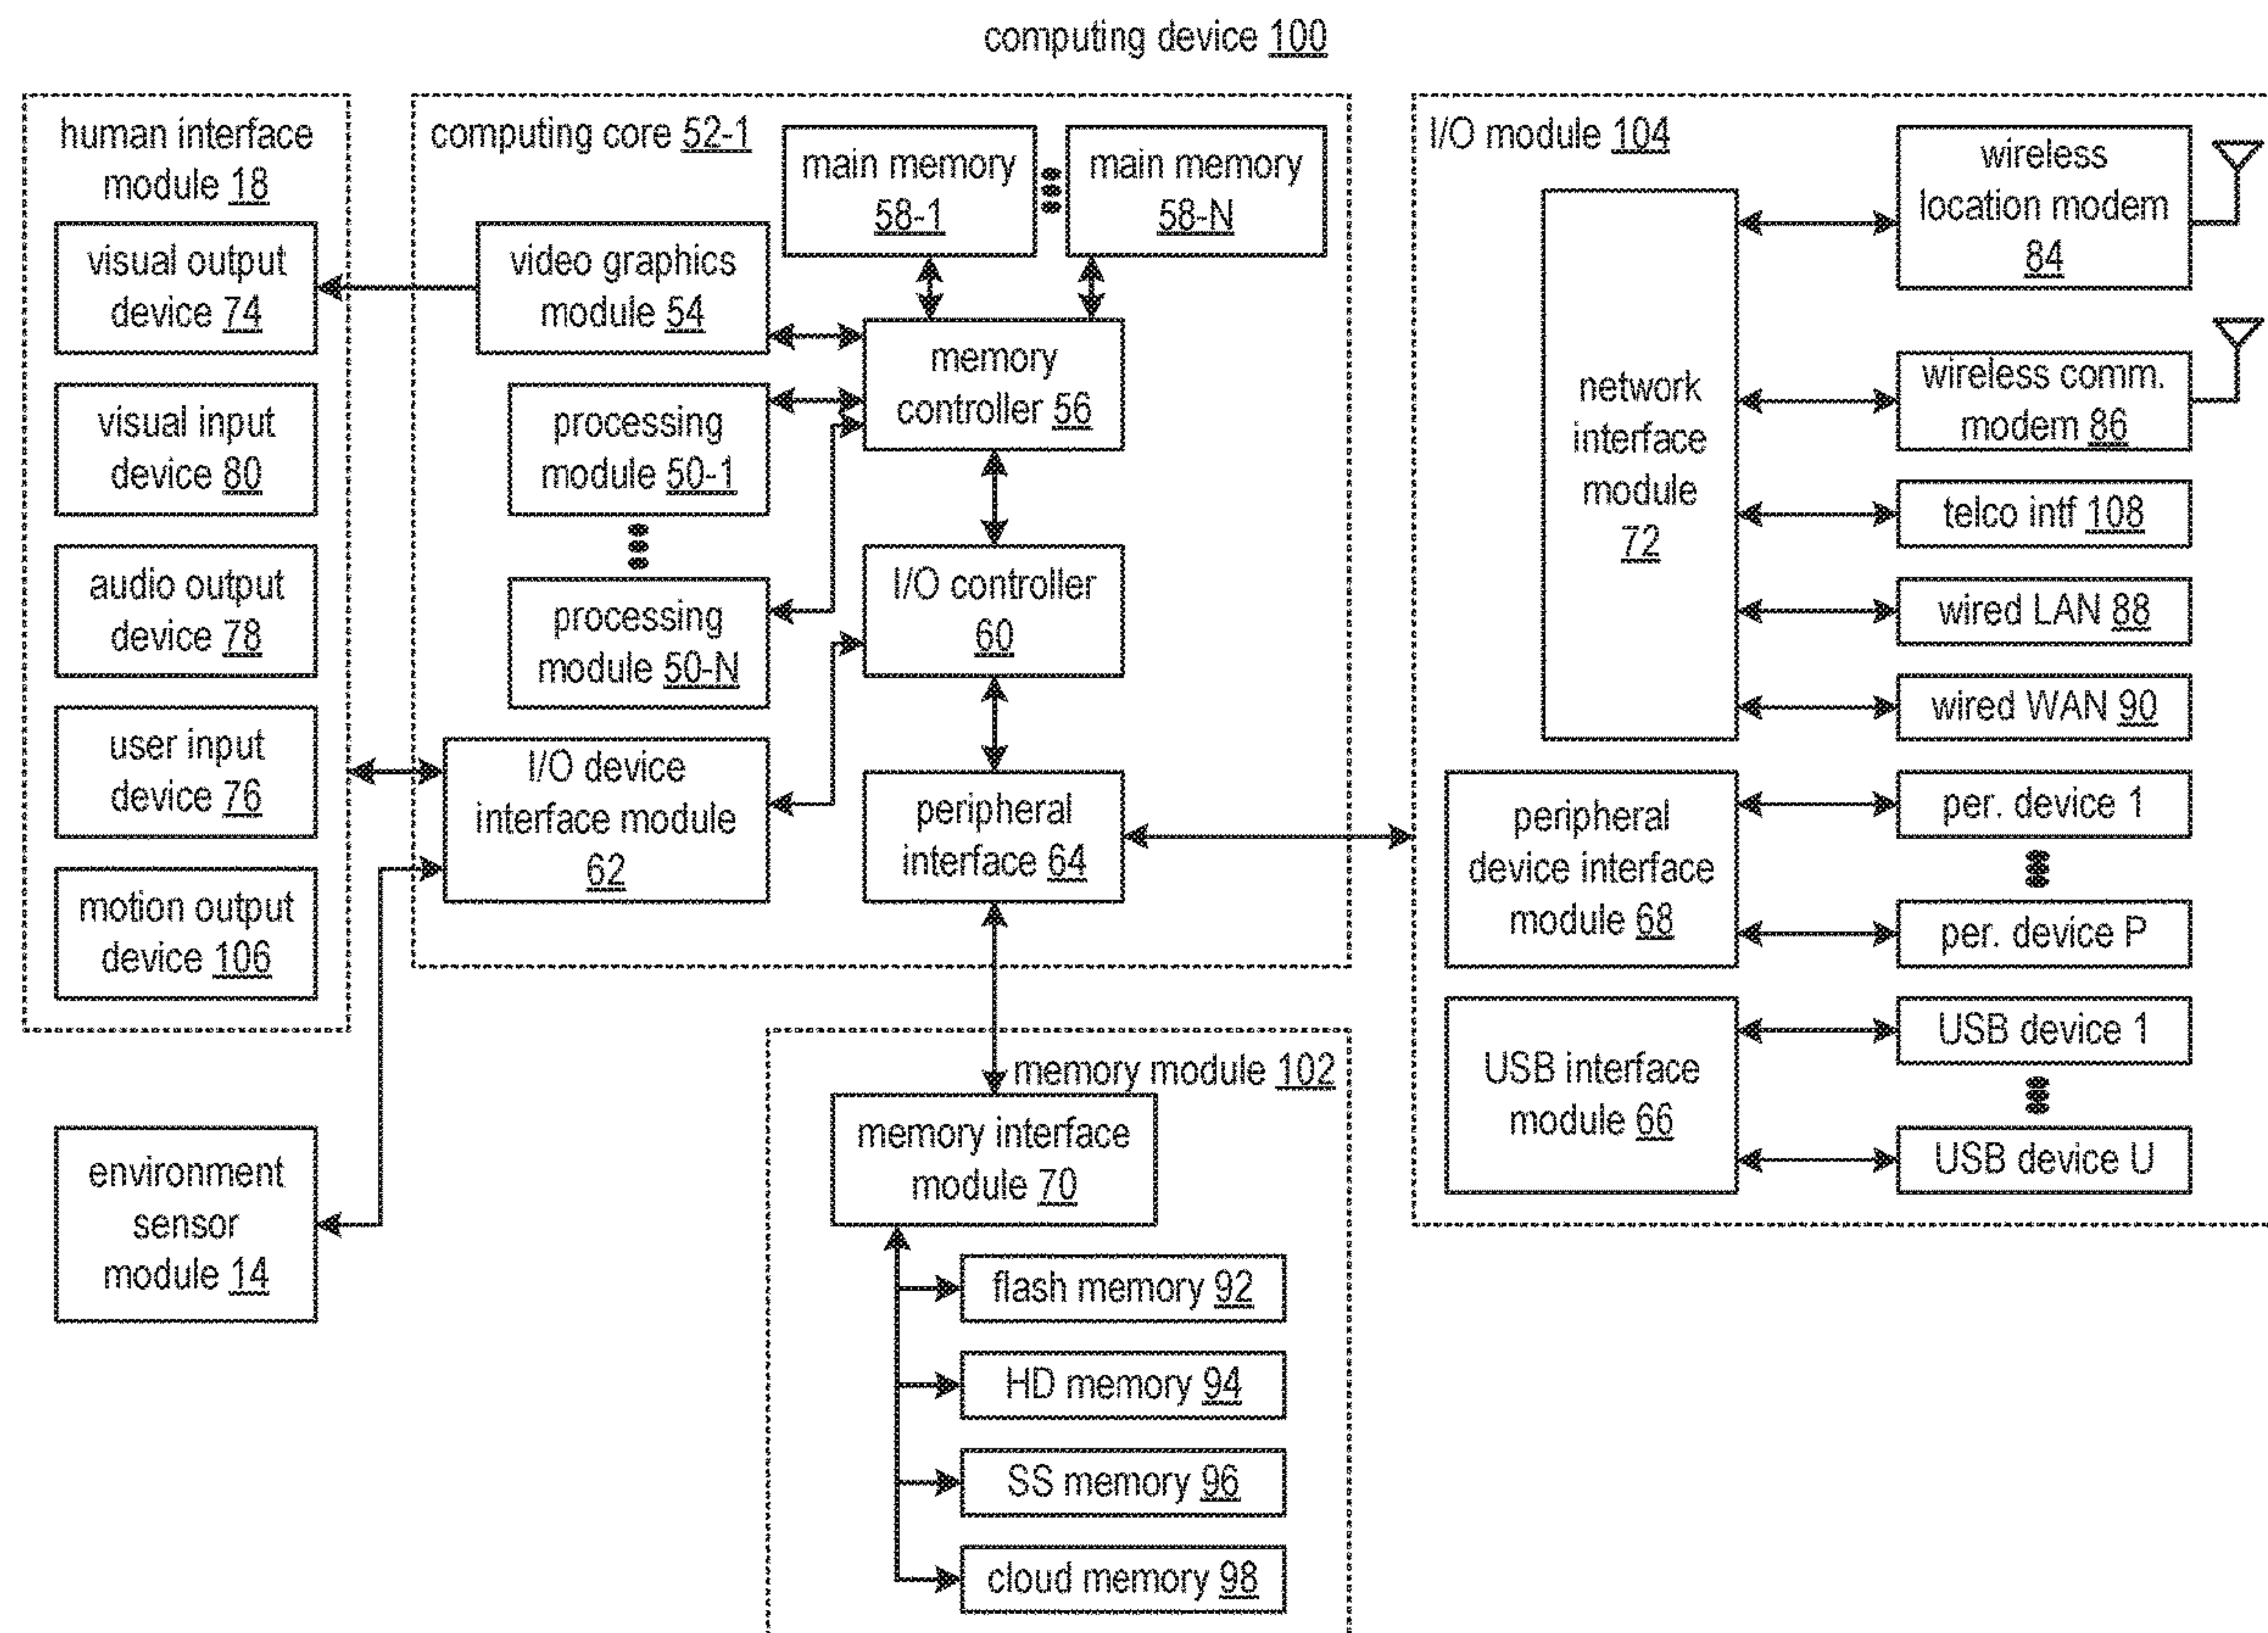 computing device 100
human interface
module 18
visual output
device 74
visual input
device 80
audio output
device 78
user input
device 76
motion output
device 106
environment
sensor
module 14
computing core 52-1
main memory
58-1
main memory
58-N
video graphics
module 54
memory
controller 56
processing
module 50-1
processing
module 50-N
I/O controller
60
I/O device
interface module
62
peripheral
interface 64
memory module 102
memory interface
module 70
flash memory 92
HD memory 94
SS memory 96
cloud memory 98
I/O module 104
network
interface
module
72
wireless
location modem
84
wireless comm.
modem 86
telco intf 108
wired LAN 88
wired WAN 90
peripheral
device interface
module 68
per. device 1
per. device P
USB interface
module 66
USB device 1
USB device U